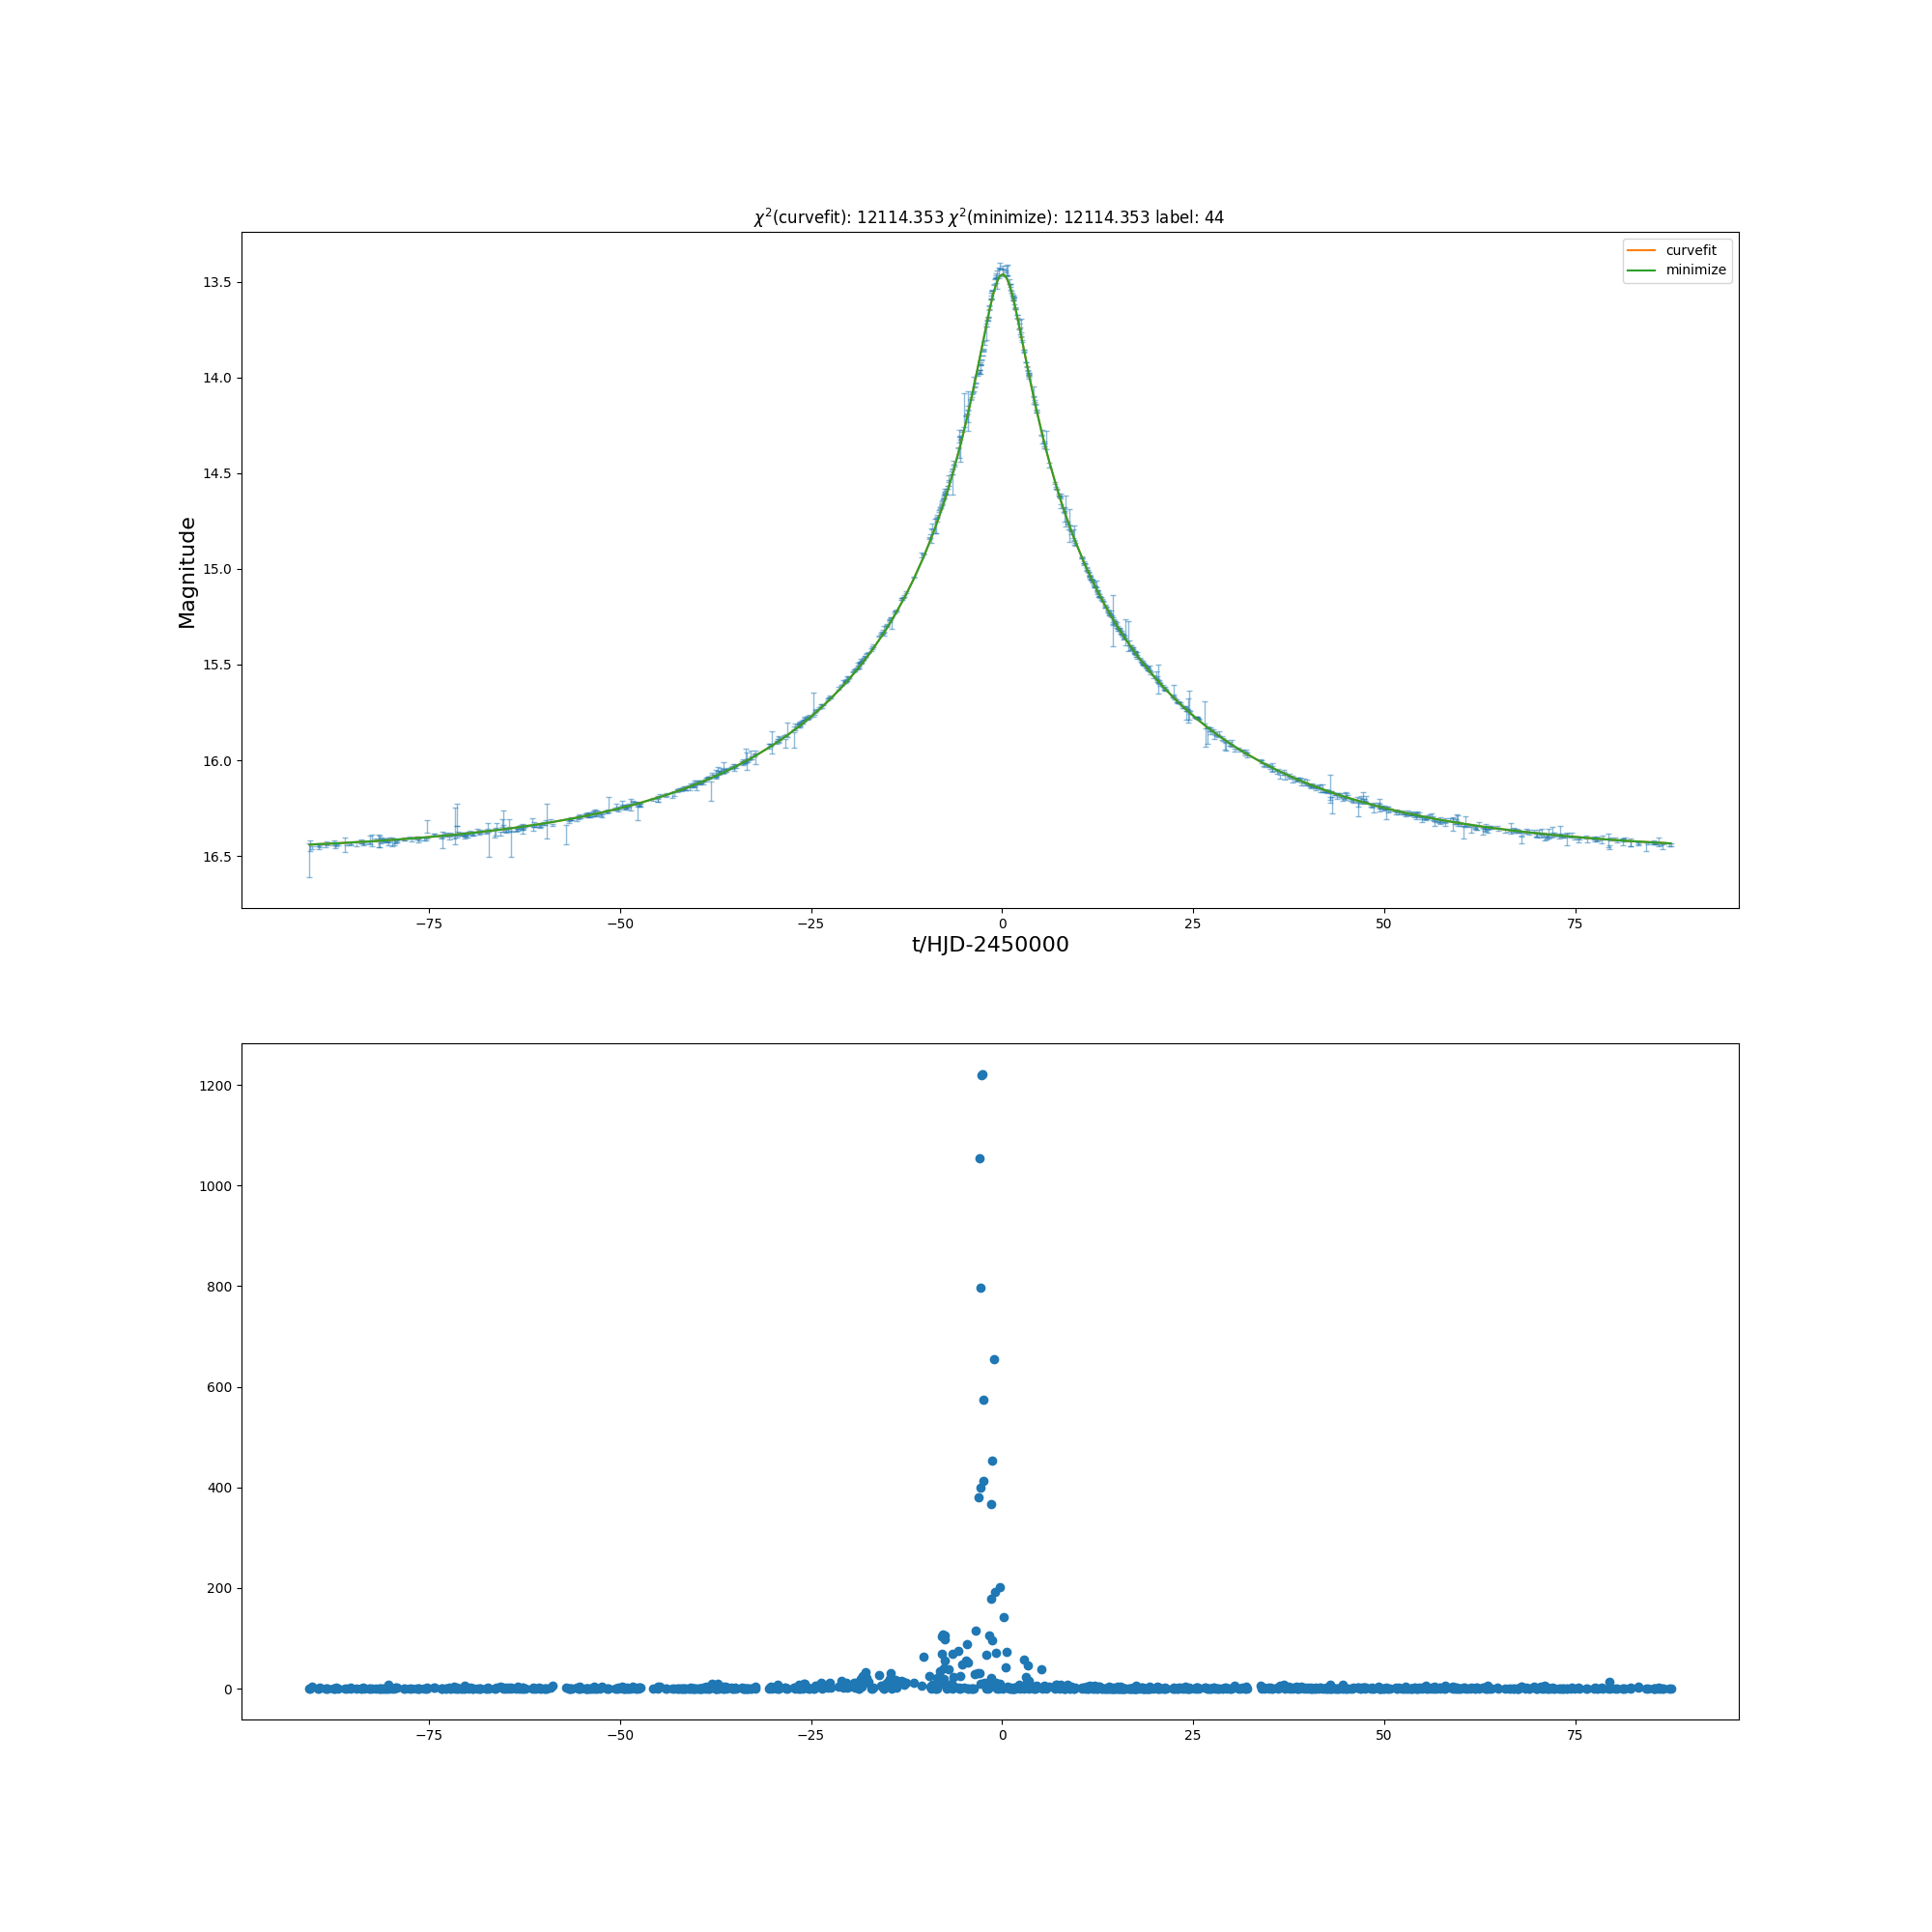 χ²(curvefit): 12114.353 χ²(minimize): 12114.353 label: 44
curvefit
minimize
13.5
14.0
14.5
15.0
15.5
16.0
16.5
Magnitude
−75 −50 −25 0 25 50 75
t/HJD-2450000
1200
1000
800
600
400
200
0
−75 −50 −25 0 25 50 75